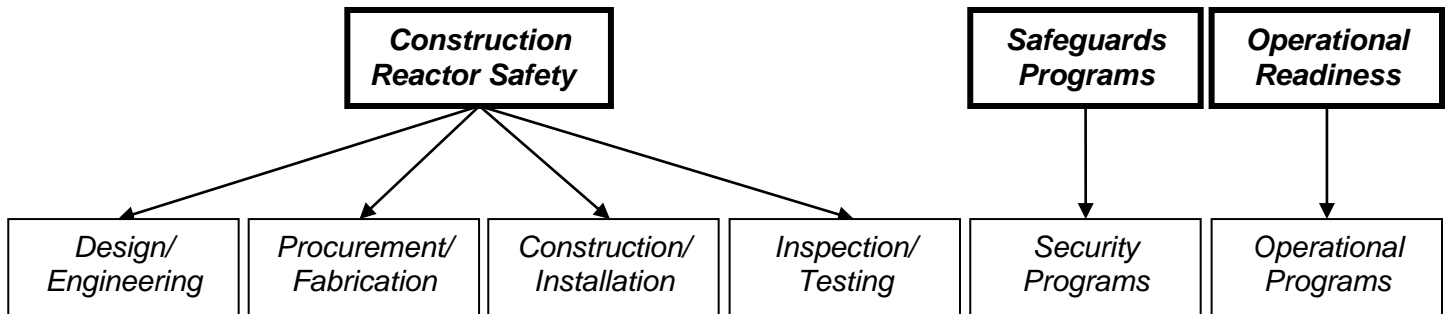 Construction
Reactor Safety
Safeguards
Programs
Operational
Readiness
Design/
Engineering
Procurement/
Fabrication
Construction/
Installation
Inspection/
Testing
Security
Programs
Operational
Programs